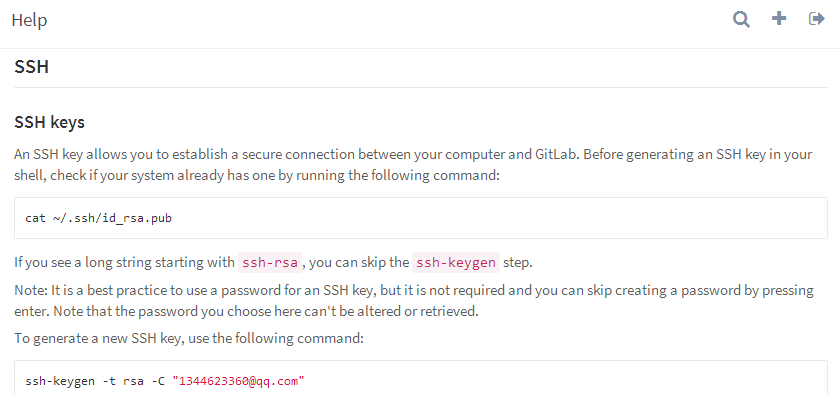 Help
SSH
SSH keys
An SSH key allows you to establish a secure connection between your computer and GitLab. Before generating an SSH key in your
shell, check if your system already has one by running the following command:
cat ~/.ssh/id_rsa.pub
If you see a long string starting with ssh-rsa , you can skip the ssh-keygen step.
Note: It is a best practice to use a password for an SSH key, but it is not required and you can skip creating a password by pressing
enter. Note that the password you choose here can't be altered or retrieved.
To generate a new SSH key, use the following command:
ssh-keygen -t rsa -C "1344623360@qq.com"